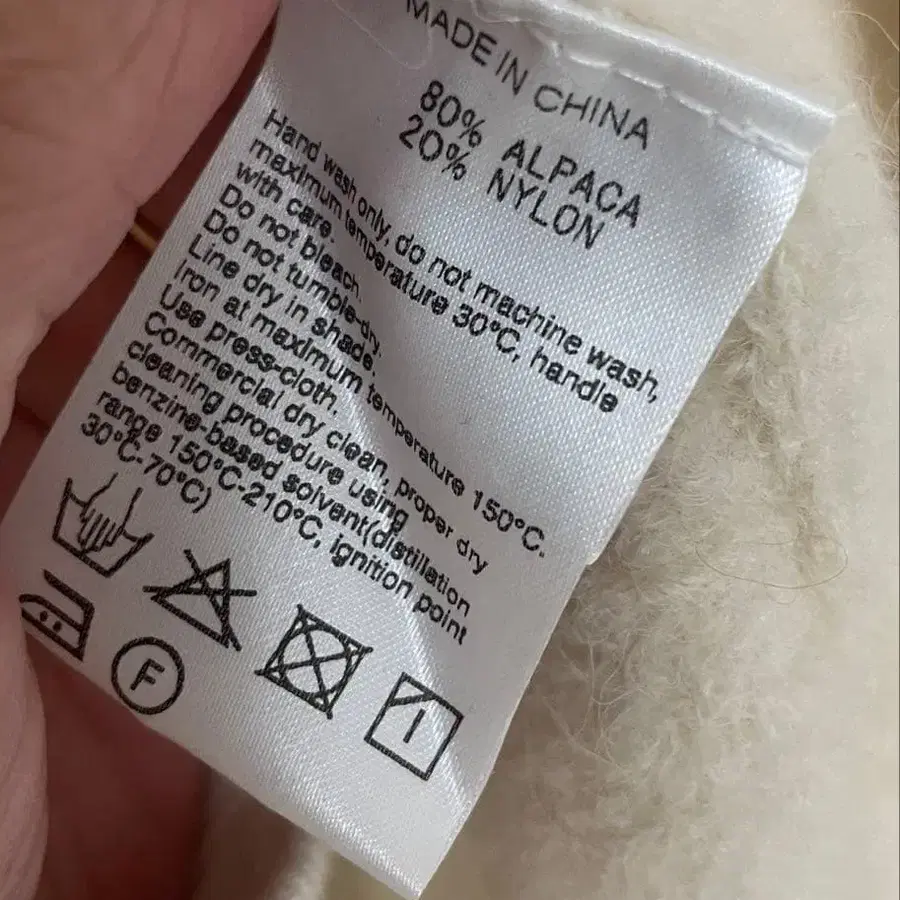 MADE IN CHINA
80% ALPACA
20% NYLON
Hand wash only, do not machine wash,
maximum temperature 30°C, handle
with care.
Do not bleach.
Do not tumble-dry.
Line dry in shade.
Iron at maximum temperature 150°C.
Use press-cloth.
Commercial dry clean, proper dry
cleaning procedure using
benzine-based solvent(distillation
range 150°C-210°C, ignition point
30°C-70°C)
F